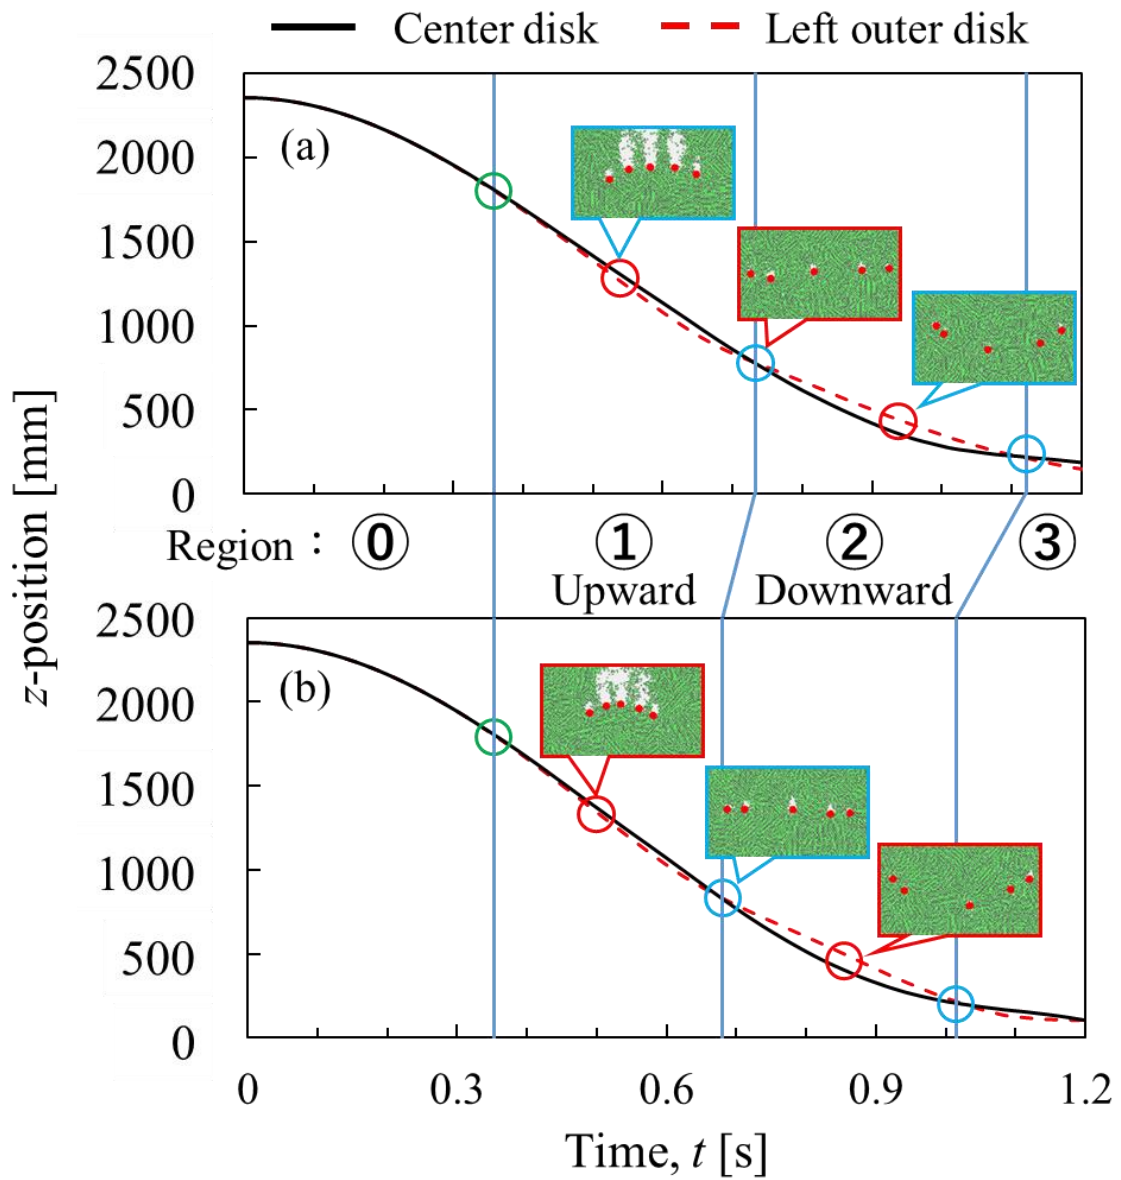 Center disk
Left outer disk
z-position [mm]
2500
2000
1500
1000
500
0
(a)
Region : ⓪ ① ② ③
Upward
Downward
2500
2000
1500
1000
500
0
(b)
0 0.3 0.6 0.9 1.2
Time, t [s]